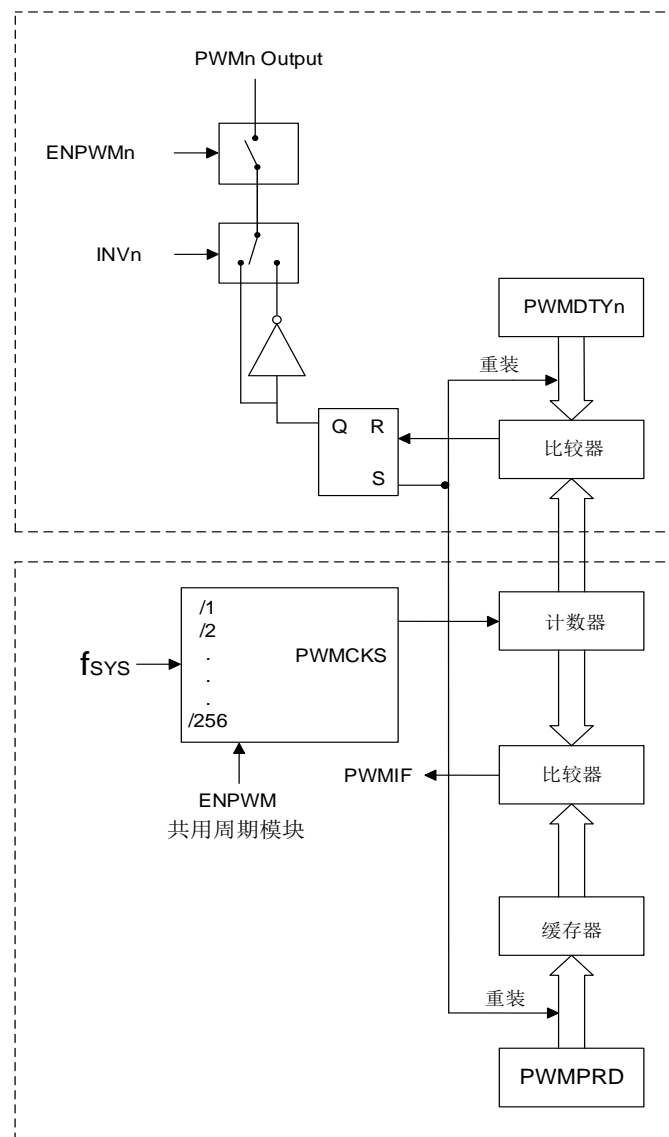 PWMn Output
ENPWMn
INVn
PWMDTYn
重装
Q R
S
比较器
/1
/2
.
.
.
/256
PWMCKS
fSYS
计数器
ENPWM
共用周期模块
PWMIF
比较器
缓存器
重装
PWMPRD